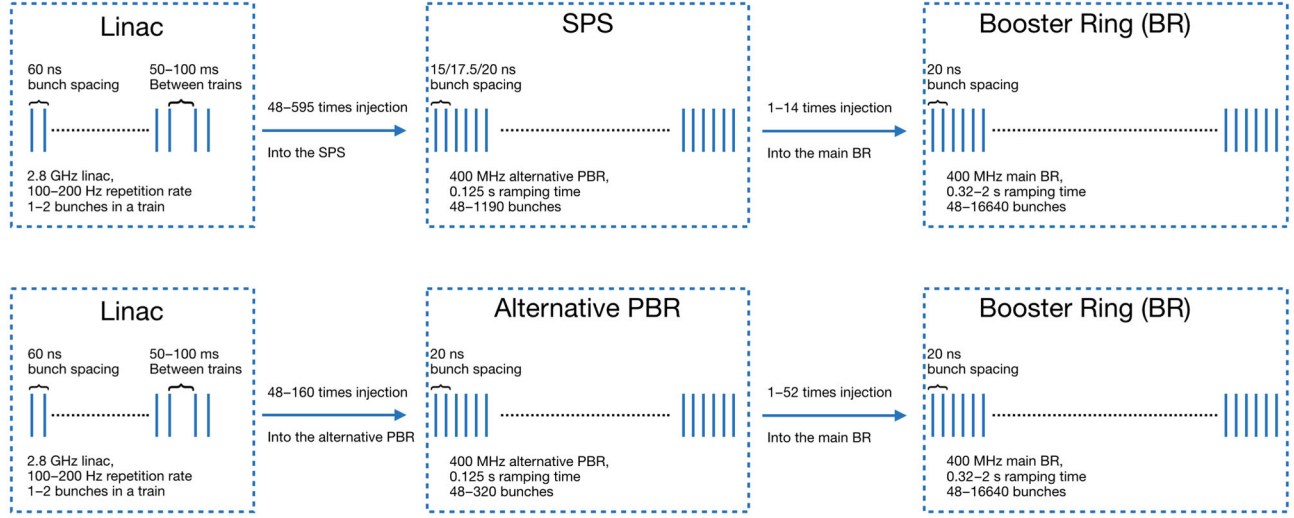 Linac
60 ns
bunch spacing
50–100 ms
Between trains
2.8 GHz linac,
100–200 Hz repetition rate
1–2 bunches in a train
48–595 times injection
Into the SPS
SPS
15/17.5/20 ns
bunch spacing
400 MHz alternative PBR,
0.125 s ramping time
48–1190 bunches
1–14 times injection
Into the main BR
Booster Ring (BR)
20 ns
bunch spacing
400 MHz main BR,
0.32–2 s ramping time
48–16640 bunches
Linac
60 ns
bunch spacing
50–100 ms
Between trains
2.8 GHz linac,
100–200 Hz repetition rate
1–2 bunches in a train
48–160 times injection
Into the alternative PBR
Alternative PBR
20 ns
bunch spacing
400 MHz alternative PBR,
0.125 s ramping time
48–320 bunches
1–52 times injection
Into the main BR
Booster Ring (BR)
20 ns
bunch spacing
400 MHz main BR,
0.32–2 s ramping time
48–16640 bunches